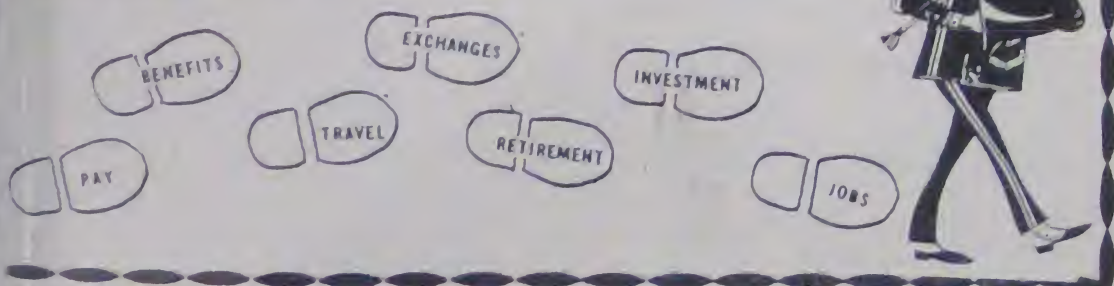 PAY
BENEFITS
TRAVEL
EXCHANGES
RETIREMENT
INVESTMENT
JOBS